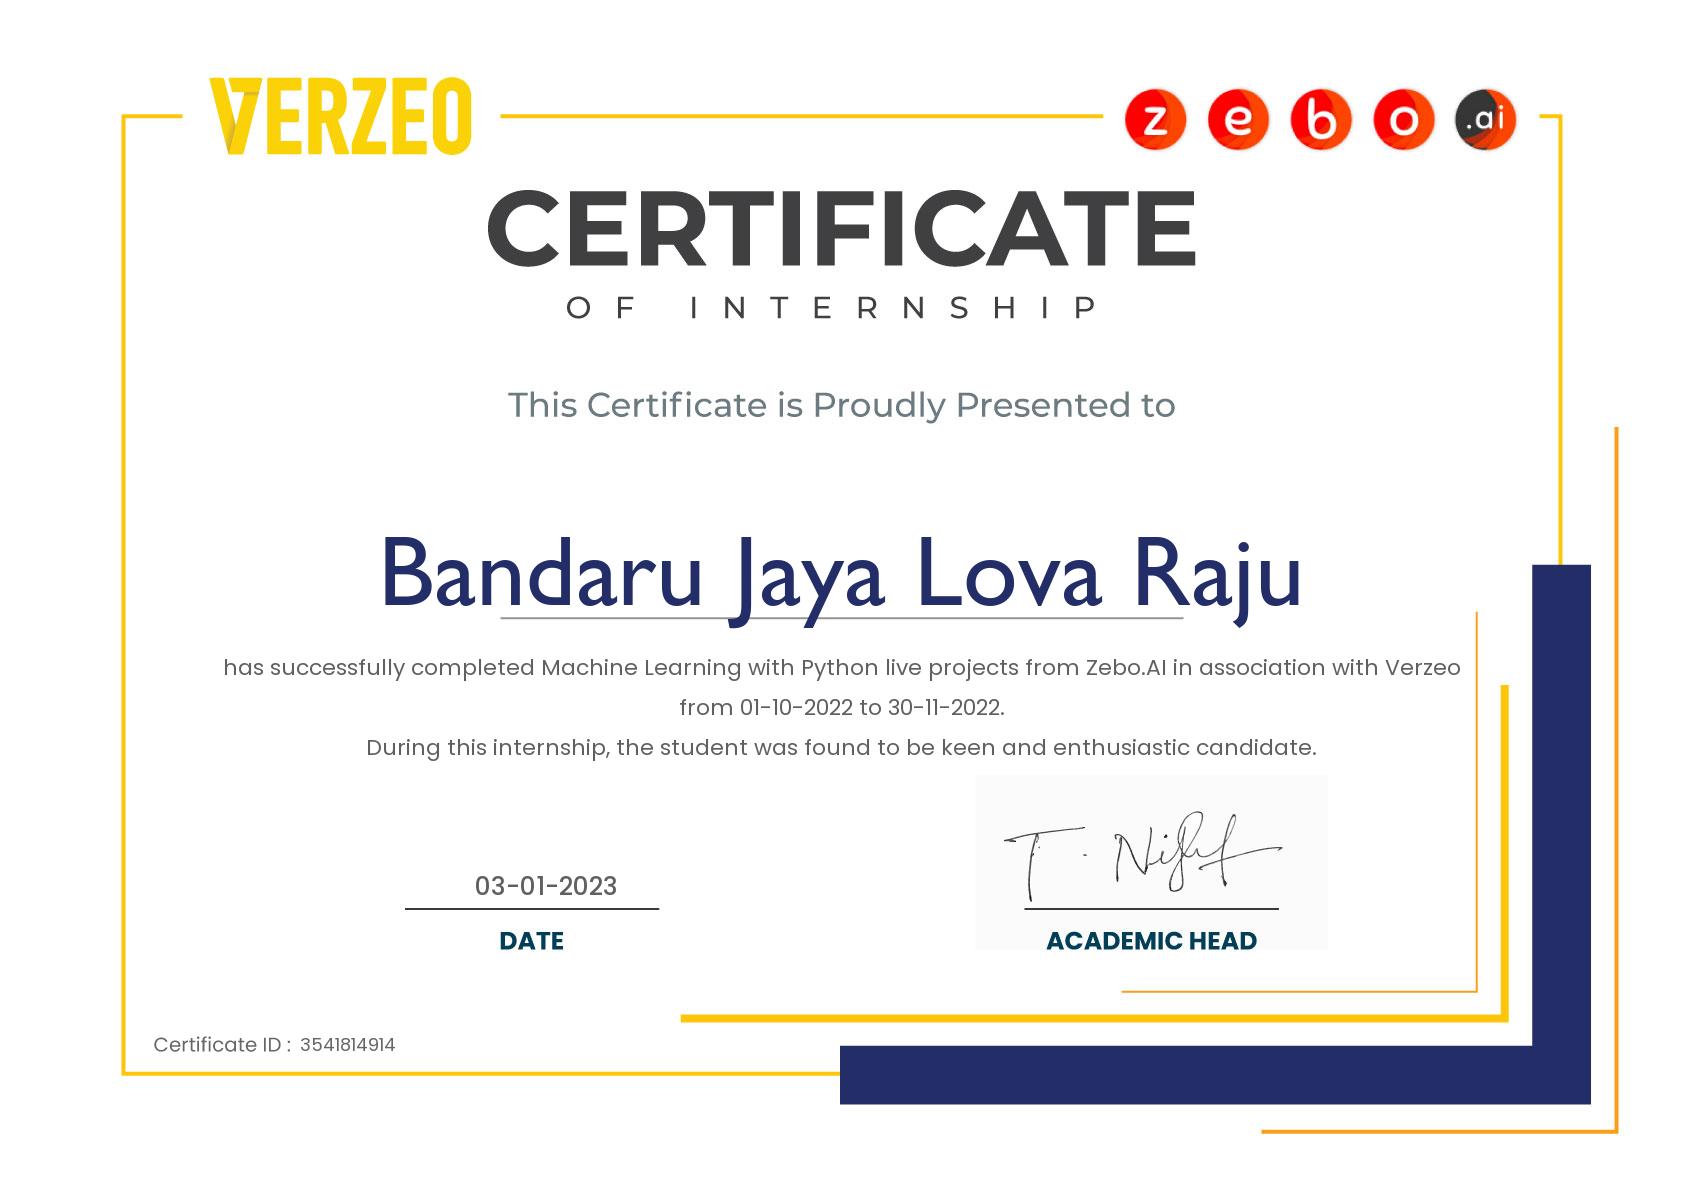 VERZEO
zebo.ai
CERTIFICATE
OF INTERNSHIP
This Certificate is Proudly Presented to
Bandaru Jaya Lova Raju
has successfully completed Machine Learning with Python live projects from Zebo.AI in association with Verzeo
from 01-10-2022 to 30-11-2022.
During this internship, the student was found to be keen and enthusiastic candidate.
03-01-2023
DATE
ACADEMIC HEAD
Certificate ID : 3541814914